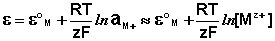 ε = ε°M + RT/zF ln aM+ ≈ ε°M + RT/zF ln[Mz+]